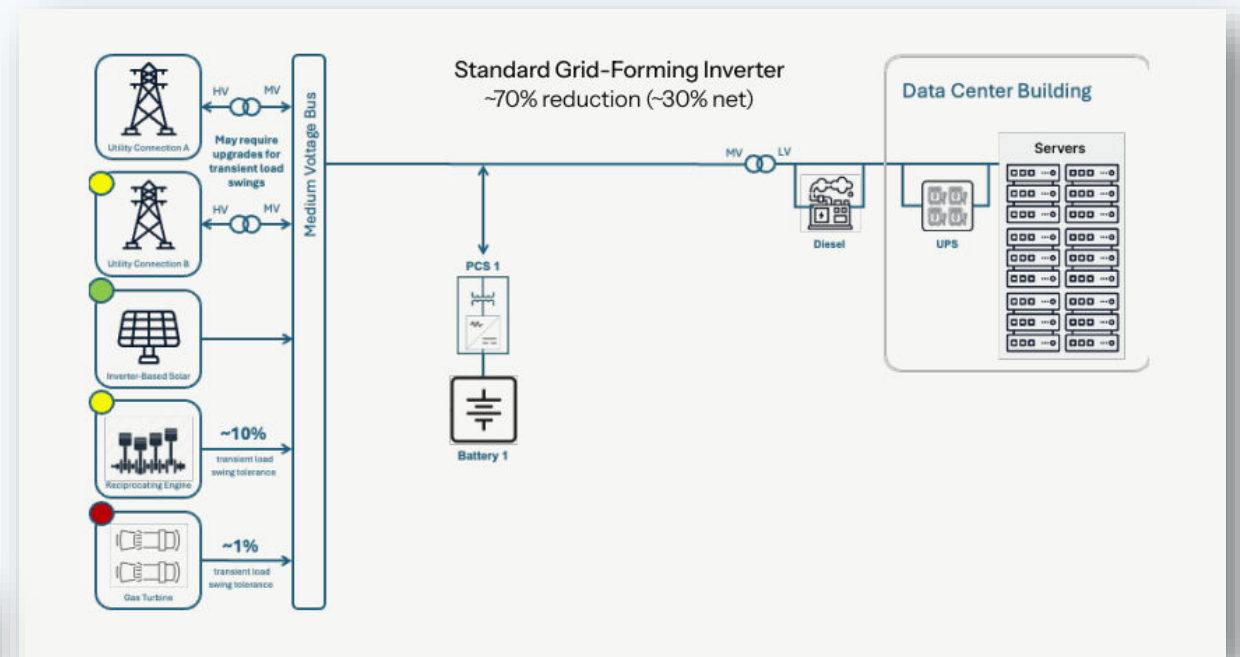 Standard Grid-Forming Inverter
~70% reduction (~30% net)
HV MV
Utility Connection A
May require
upgrades for
transient load
swings
HV MV
Utility Connection B
Inverter-Based Solar
~10%
transient load
swing tolerance
Reciprocating Engine
~1%
transient load
swing tolerance
Gas Turbine
Medium Voltage Bus
PCS 1
Battery 1
MV LV
Diesel
Data Center Building
UPS
Servers